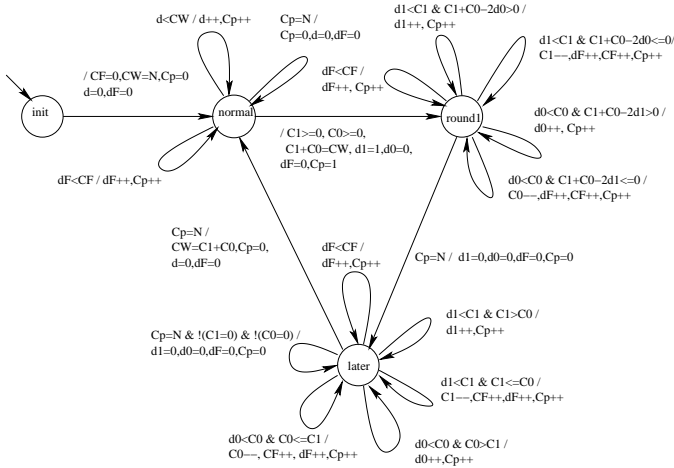 d<CW / d++,Cp++
Cp=N /
Cp=0,d=0,dF=0
d1<C1 & C1+C0−2d0>0 /
d1++, Cp++
d1<C1 & C1+C0−2d0<=0/
C1−−,dF++,CF++,Cp++
/ CF=0,CW=N,Cp=0
d=0,dF=0
dF<CF /
dF++, Cp++
init
normal
round1
d0<C0 & C1+C0−2d1>0 /
d0++, Cp++
/ C1>=0, C0>=0,
C1+C0=CW, d1=1,d0=0,
dF=0,Cp=1
dF<CF / dF++,Cp++
d0<C0 & C1+C0−2d1<=0 /
C0−−,dF++,CF++,Cp++
Cp=N /
CW=C1+C0,Cp=0,
d=0,dF=0
dF<CF /
dF++,Cp++
Cp=N / d1=0,d0=0,dF=0,Cp=0
d1<C1 & C1>C0 /
d1++,Cp++
Cp=N & !(C1=0) & !(C0=0) /
d1=0,d0=0,dF=0,Cp=0
later
d1<C1 & C1<=C0 /
C1−−,CF++,dF++,Cp++
d0<C0 & C0<=C1 /
C0−−, CF++, dF++,Cp++
d0<C0 & C0>C1 /
d0++,Cp++